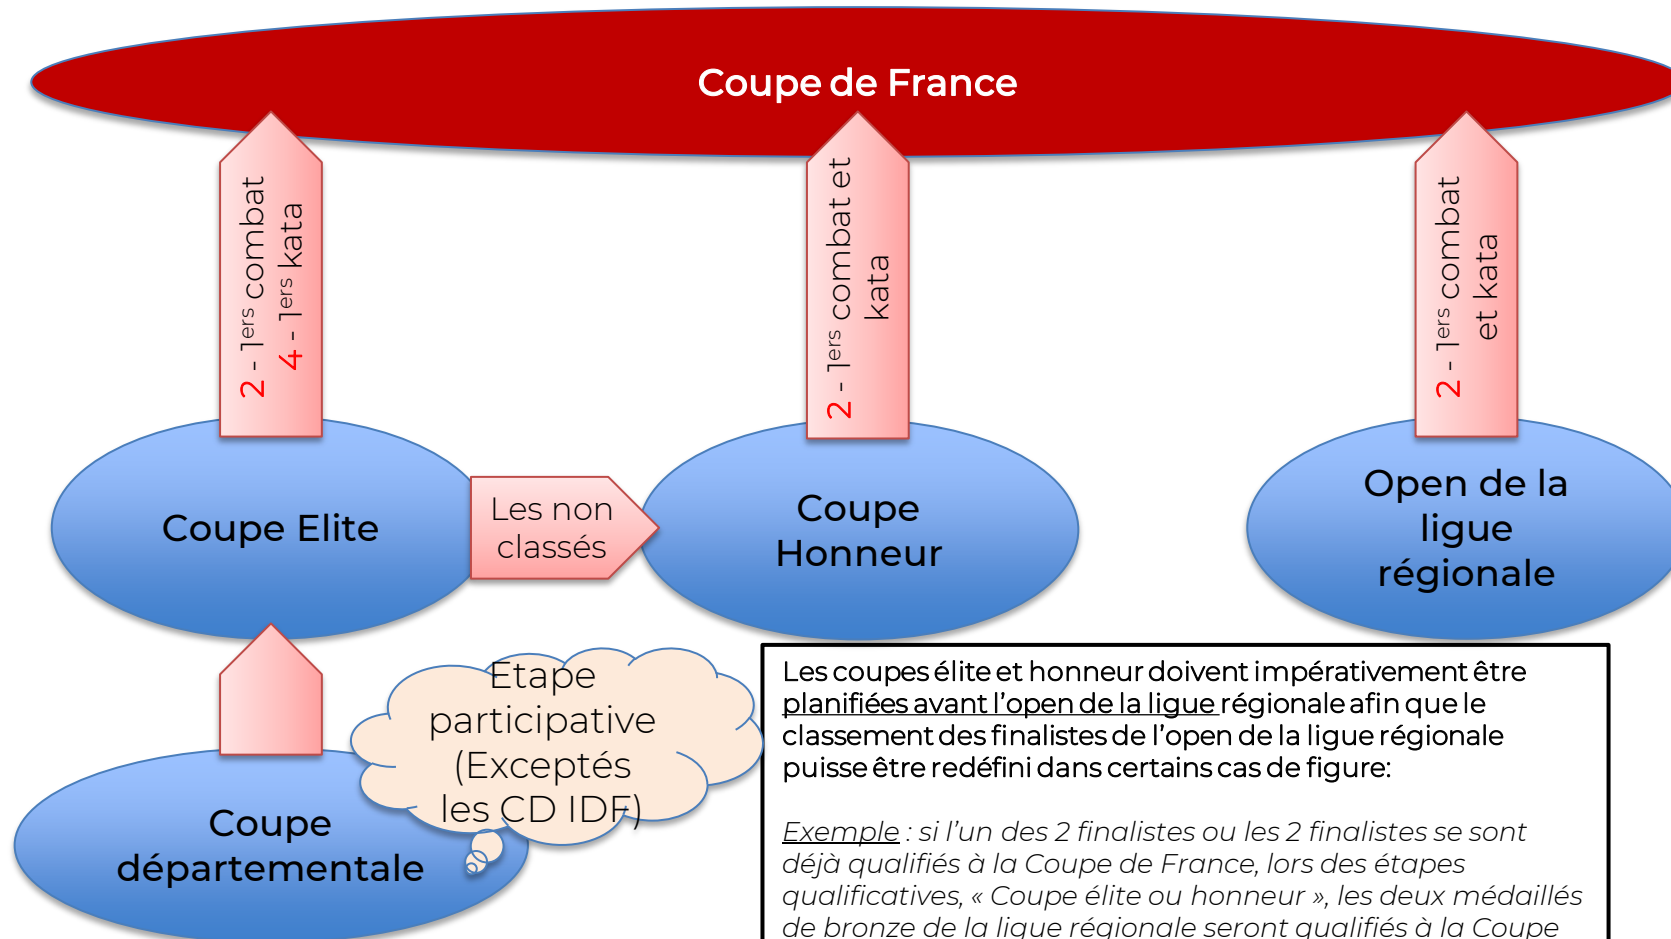 Coupe de France
2 - 1ers combat
4 - 1ers kata
2 - 1ers combat et
kata
2 - 1ers combat
et kata
Coupe Elite
Les non
classés
Coupe
Honneur
Open de la
ligue
régionale
Etape
participative
(Exceptés
les CD IDF)
Coupe
départementale
Les coupes élite et honneur doivent impérativement être
planifiées avant l’open de la ligue régionale afin que le
classement des finalistes de l’open de la ligue régionale
puisse être redéfini dans certains cas de figure:
Exemple : si l’un des 2 finalistes ou les 2 finalistes se sont
déjà qualifiés à la Coupe de France, lors des étapes
qualificatives, « Coupe élite ou honneur », les deux médaillés
de bronze de la ligue régionale seront qualifiés à la Coupe